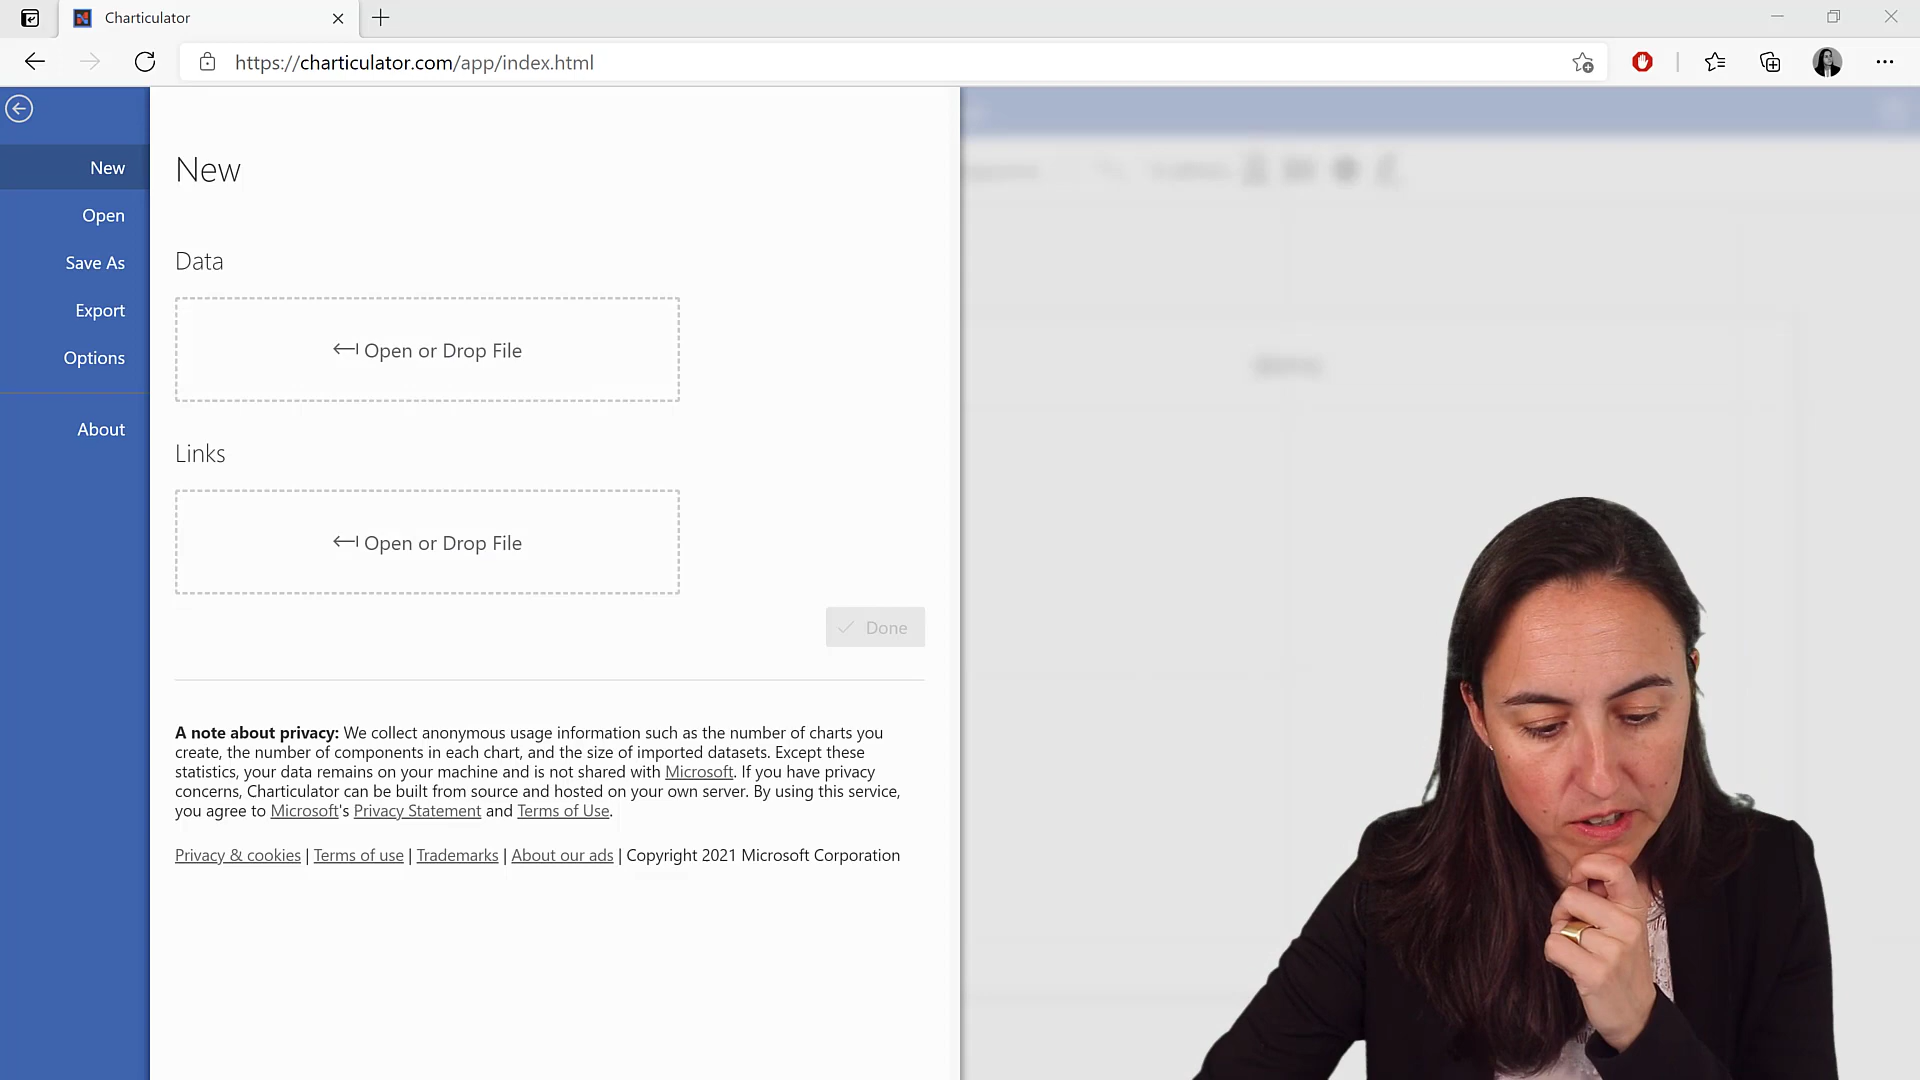 Charticulator
https://charticulator.com/app/index.html
New
Open
Save As
Export
Options
About
New
Data
Open or Drop File
Links
Open or Drop File
Done
A note about privacy: We collect anonymous usage information such as the number of charts you
create, the number of components in each chart, and the size of imported datasets. Except these
statistics, your data remains on your machine and is not shared with Microsoft. If you have privacy
concerns, Charticulator can be built from source and hosted on your own server. By using this service,
you agree to Microsoft's Privacy Statement and Terms of Use.
Privacy & cookies | Terms of use | Trademarks | About our ads | Copyright 2021 Microsoft Corporation